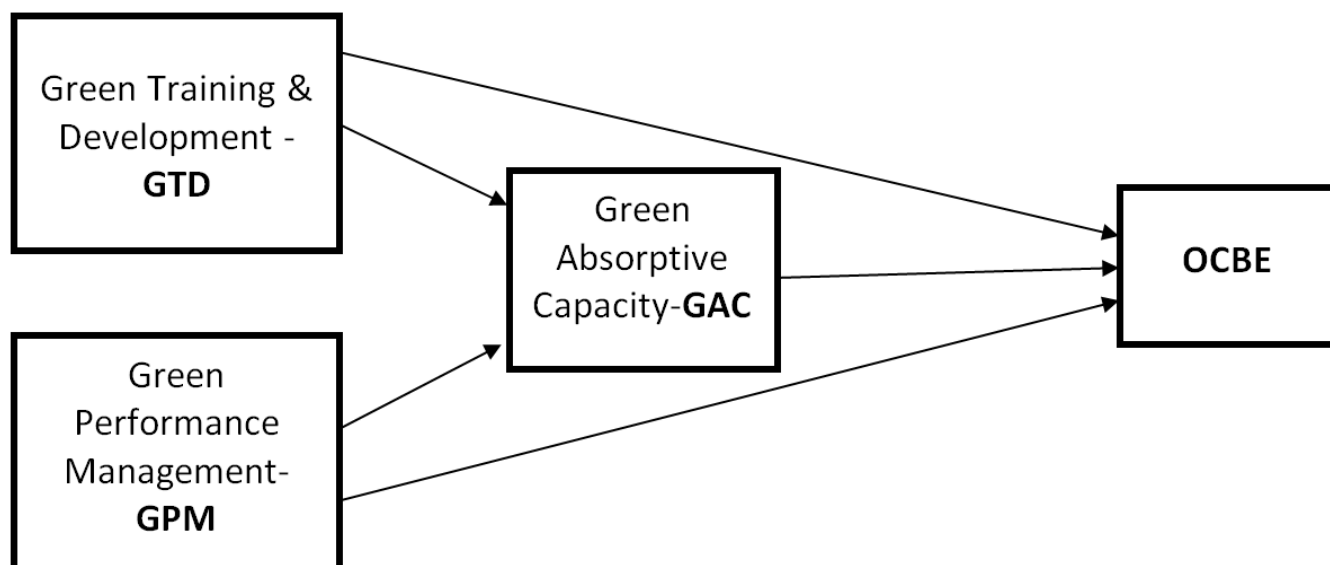 Green Training &
Development -
GTD
Green
Absorptive
Capacity-GAC
OCBE
Green
Performance
Management-
GPM